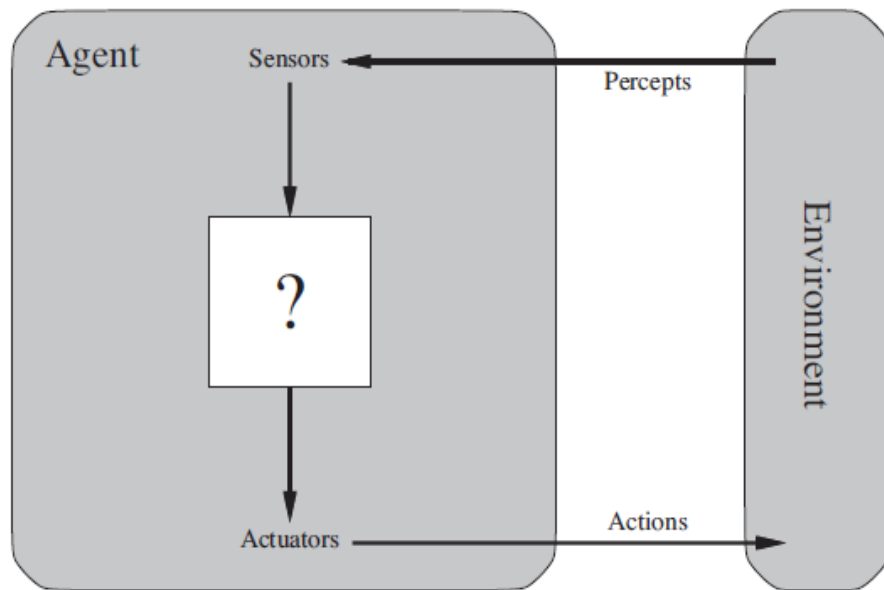 Agent
Sensors
Percepts
?
Environment
Actuators
Actions